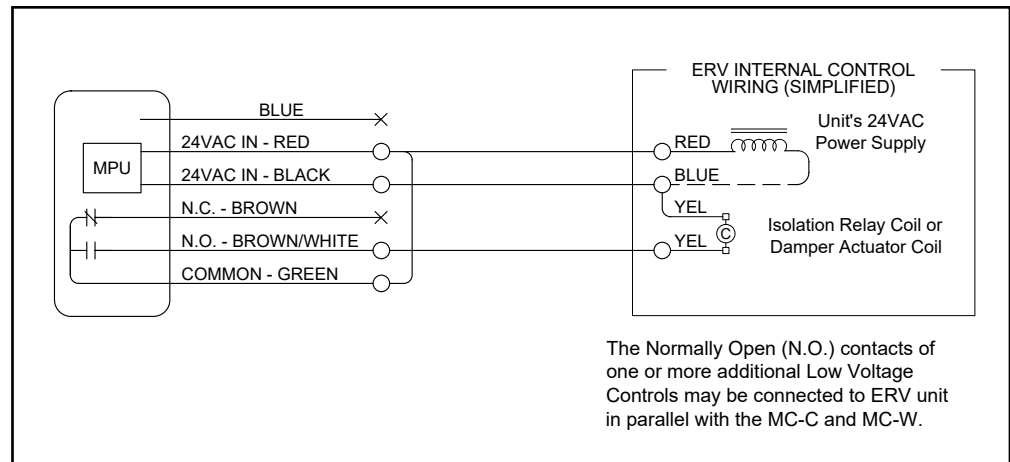 MPU
BLUE
24VAC IN - RED
24VAC IN - BLACK
N.C. - BROWN
N.O. - BROWN/WHITE
COMMON - GREEN
ERV INTERNAL CONTROL
WIRING (SIMPLIFIED)
RED
Unit's 24VAC
Power Supply
BLUE
YEL
C
YEL
Isolation Relay Coil or
Damper Actuator Coil
The Normally Open (N.O.) contacts of
one or more additional Low Voltage
Controls may be connected to ERV unit
in parallel with the MC-C and MC-W.